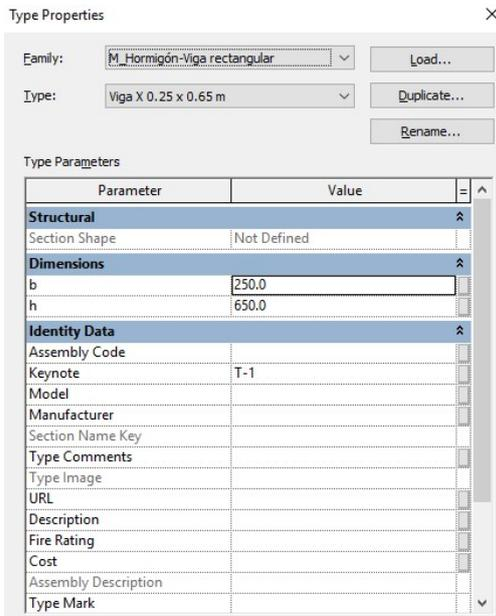 Type Properties
Family: M_Hormigón-Viga rectangular Load...
Type: Viga X 0.25 x 0.65 m Duplicate...
Rename...
Type Parameters
Parameter Value =
Structural
Section Shape Not Defined
Dimensions
b 250.0
h 650.0
Identity Data
Assembly Code
Keynote T-1
Model
Manufacturer
Section Name Key
Type Comments
Type Image
URL
Description
Fire Rating
Cost
Assembly Description
Type Mark